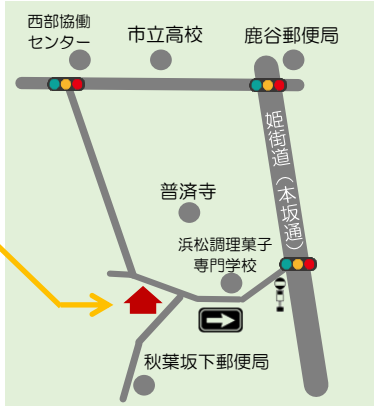 西部協働
センター
市立高校
鹿谷郵便局
姫街道（本坂通）
普済寺
浜松調理菓子
専門学校
秋葉坂下郵便局